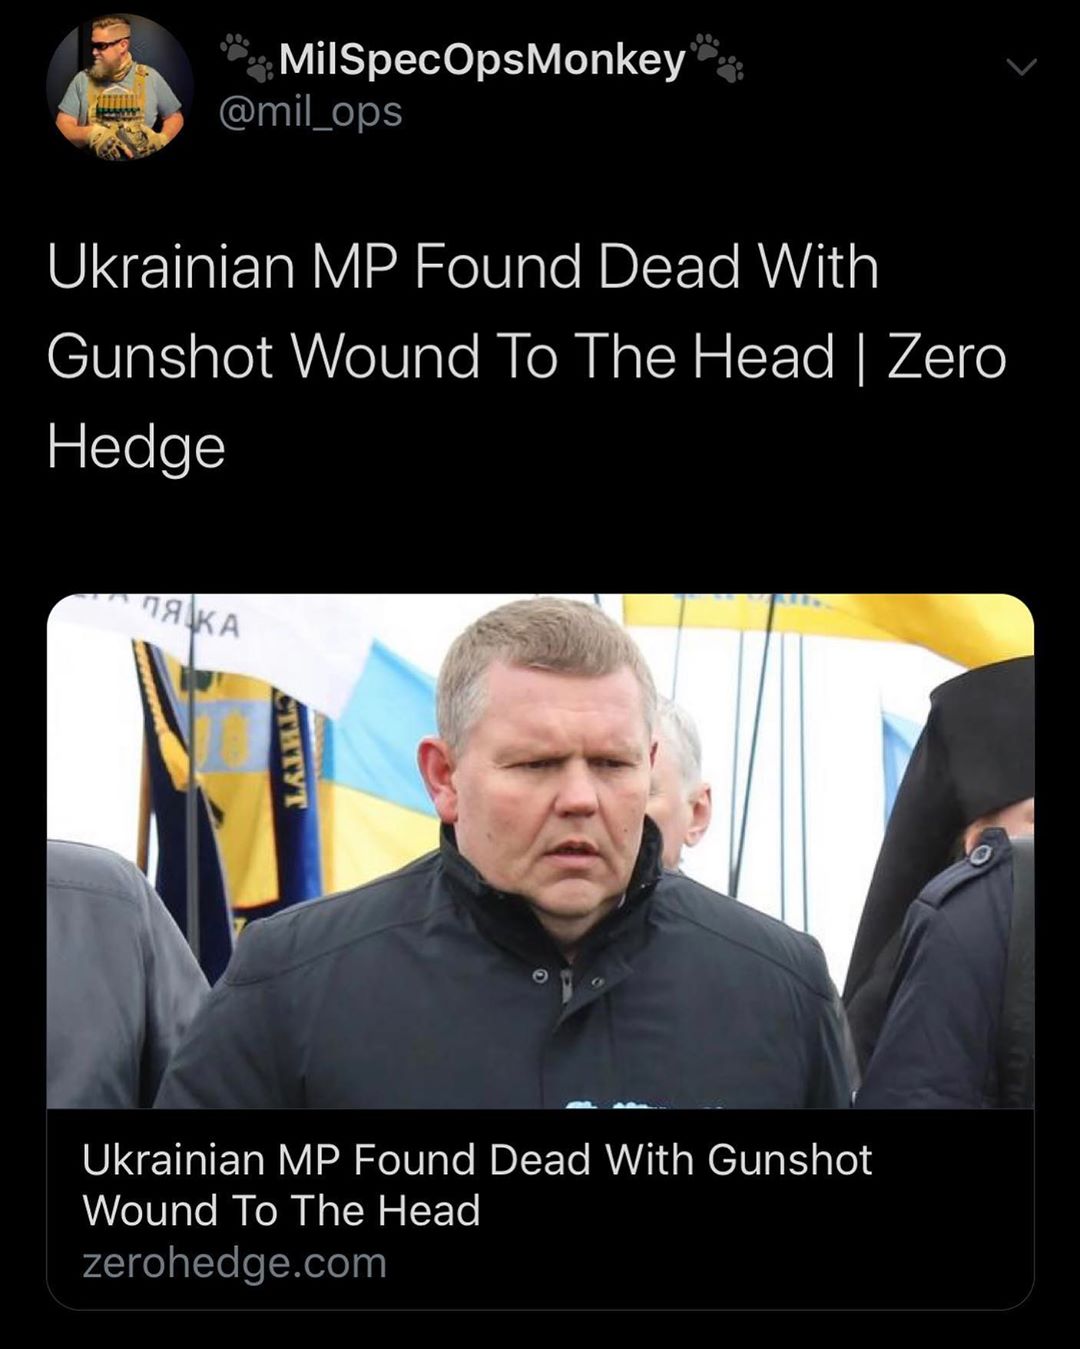 MilSpecOpsMonkey
@mil_ops
Ukrainian MP Found Dead With
Gunshot Wound To The Head | Zero
Hedge
Ukrainian MP Found Dead With Gunshot
Wound To The Head
zerohedge.com